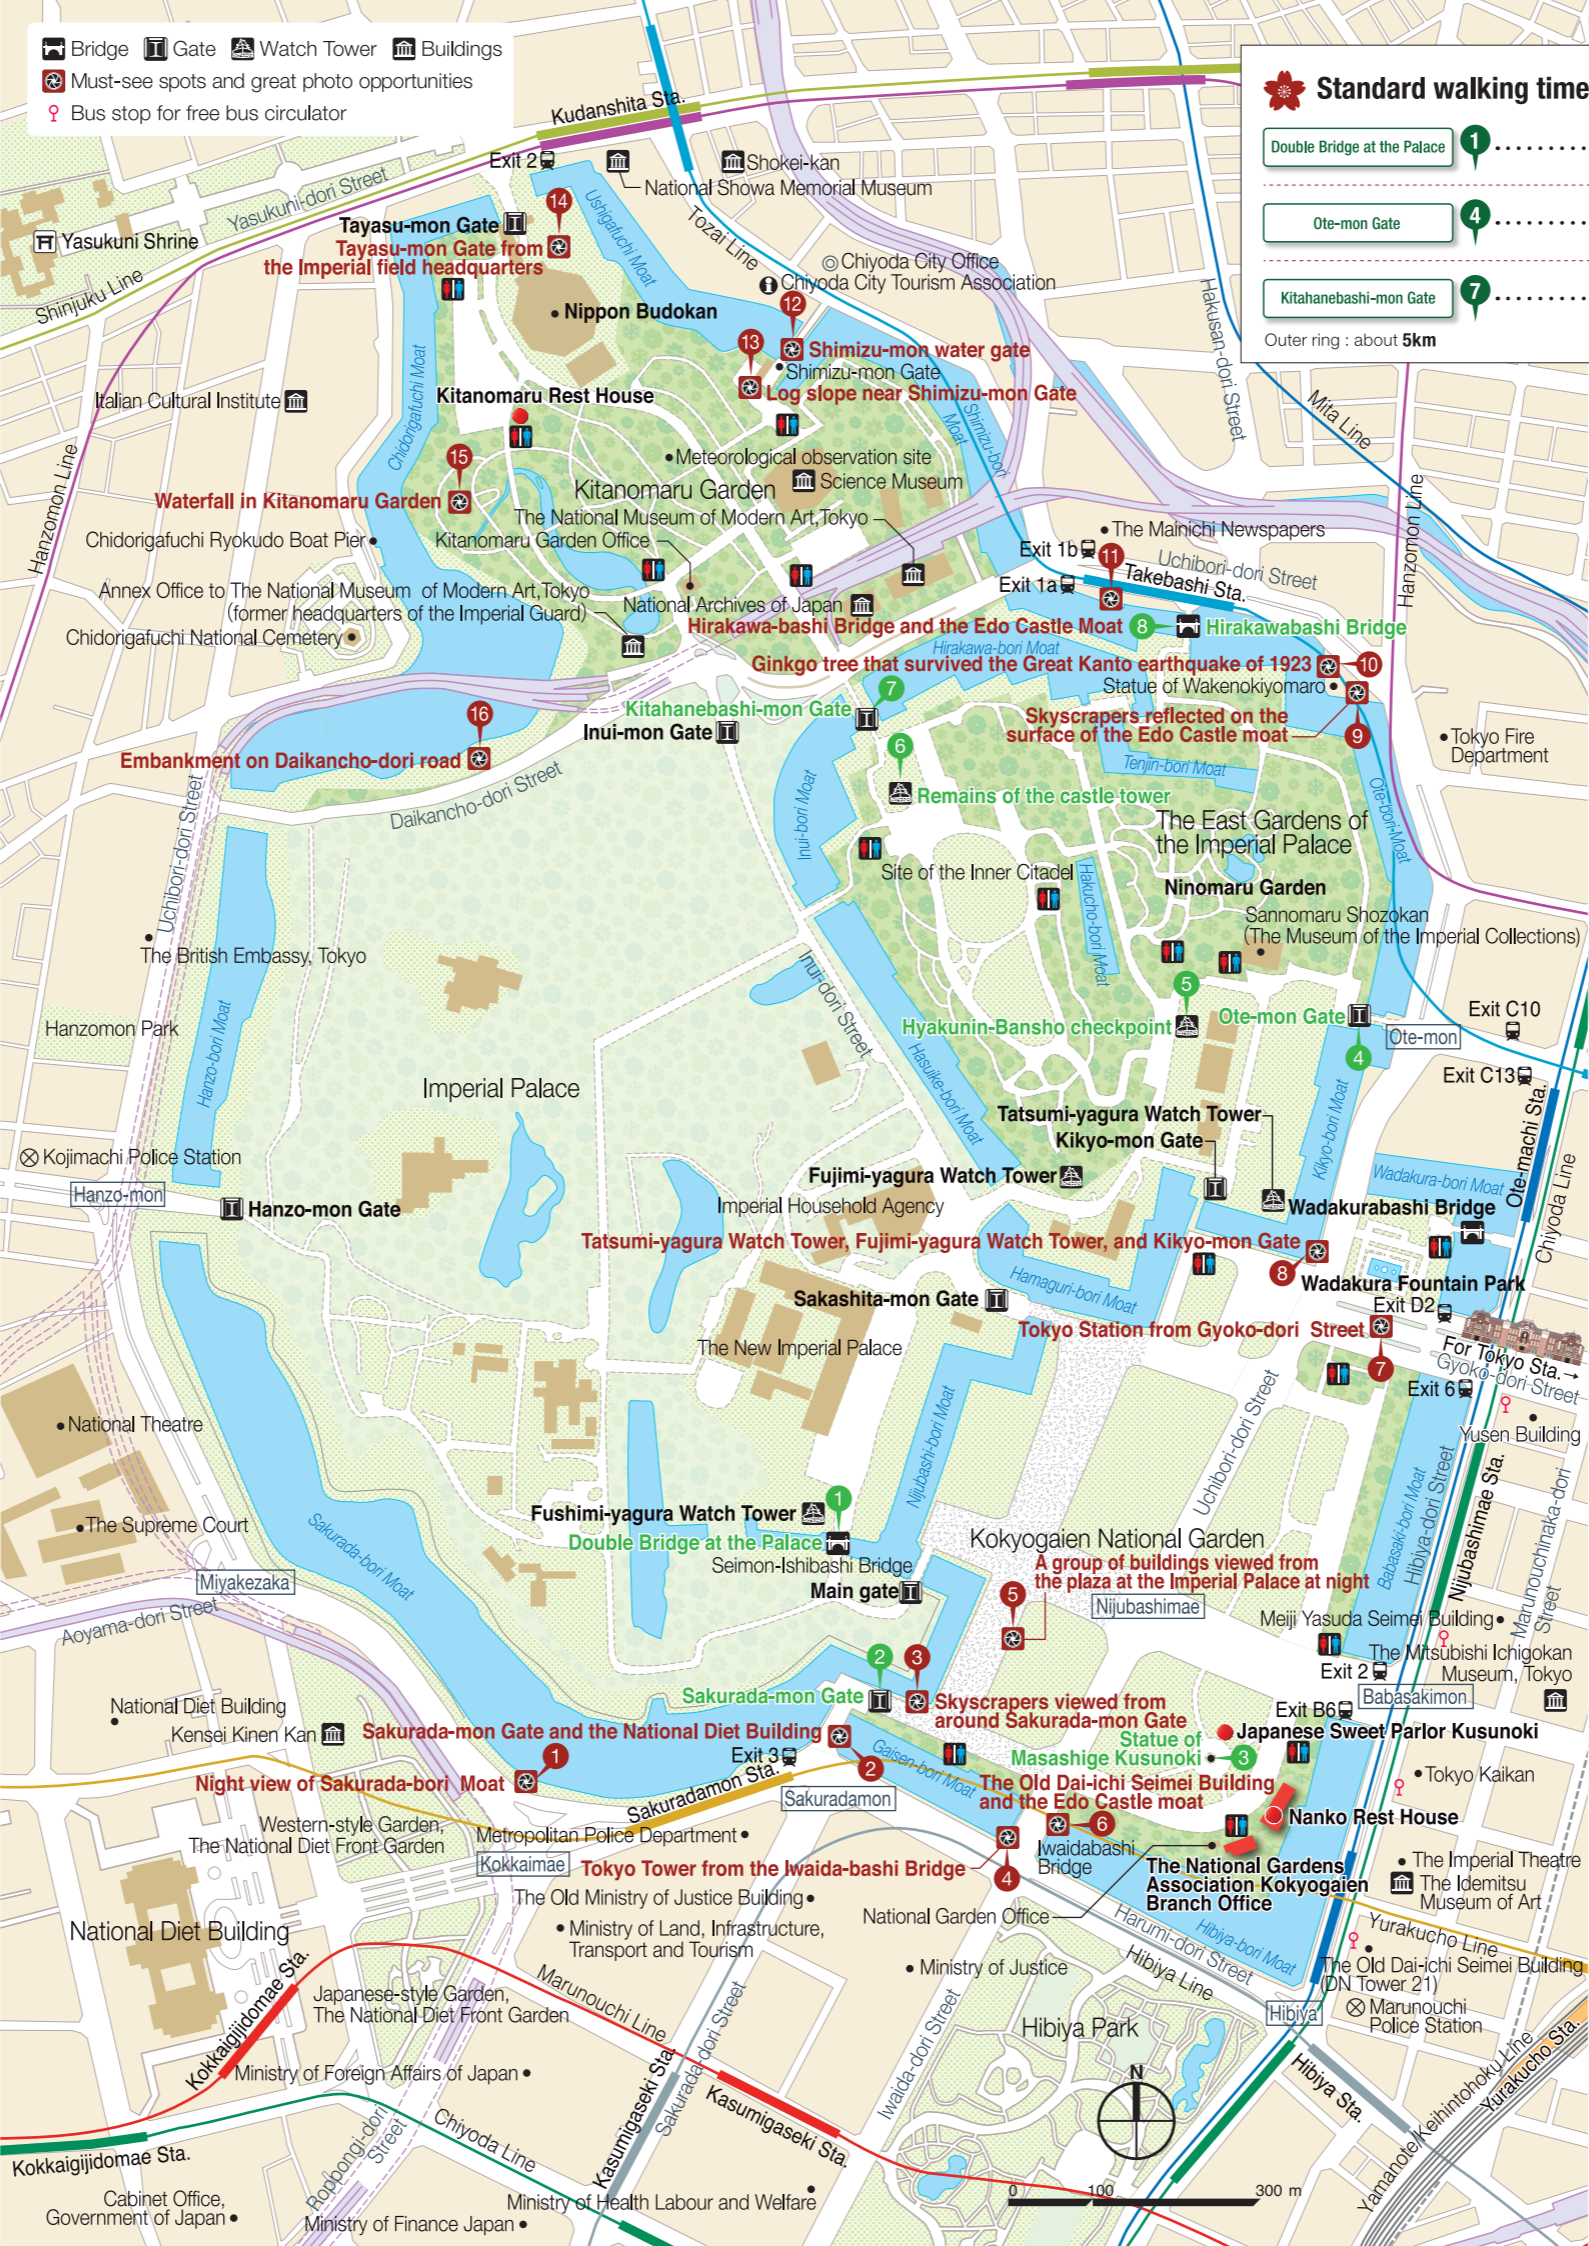 Bridge
Gate
Watch Tower
Buildings
Must-see spots and great photo opportunities
Bus stop for free bus circulator
Standard walking time
Double Bridge at the Palace
1
Ote-mon Gate
4
Kitahanebashi-mon Gate
7
Outer ring : about 5km
Kudanshita Sta.
Exit 2
Shokei-kan
National Showa Memorial Museum
Yasukuni-dori Street
Yasukuni Shrine
Shinjuku Line
14
Tayasu-mon Gate
Tayasu-mon Gate from
the Imperial field headquarters
Ushigafuchi Moat
Tozai Line
Chiyoda City Office
Chiyoda City Tourism Association
Hakusan-dori Street
Nippon Budokan
12
Shimizu-mon water gate
13
Shimizu-mon Gate
Log slope near Shimizu-mon Gate
Chidorigafuchi Moat
Italian Cultural Institute
Kitanomaru Rest House
Shimizu-bori
Moat
Mita Line
Hanzomon Line
15
Meteorological observation site
Kitanomaru Garden
Science Museum
Waterfall in Kitanomaru Garden
The National Museum of Modern Art,Tokyo
Kitanomaru Garden Office
Chidorigafuchi Ryokudo Boat Pier
The Mainichi Newspapers
Exit 1b
11
Uchibori-dori Street
Exit 1a
Takebashi Sta.
Hanzomon Line
Annex Office to The National Museum of Modern Art,Tokyo
(former headquarters of the Imperial Guard)
National Archives of Japan
Chidorigafuchi National Cemetery
Hirakawa-bashi Bridge and the Edo Castle Moat
8
Hirakawabashi Bridge
Hirakawa-bori Moat
Ginkgo tree that survived the Great Kanto earthquake of 1923
10
Statue of Wakenokiyomaro
7
Kitahanebashi-mon Gate
Inui-mon Gate
Skyscrapers reflected on the
surface of the Edo Castle moat
9
16
Embankment on Daikancho-dori road
Daikancho-dori Street
6
Remains of the castle tower
Tenjin-bori Moat
Tokyo Fire
Department
Inui-bori Moat
Ote-bori-Moat
The East Gardens of
the Imperial Palace
Uchibori-dori Street
Site of the Inner Citadel
Ninomaru Garden
Hakucho-bori Moat
Sannomaru Shozokan
(The Museum of the Imperial Collections)
The British Embassy, Tokyo
Inui-dori Street
5
Hyakunin-Bansho checkpoint
Ote-mon Gate
4
Ote-mon
Exit C10
Hanzomon Park
Hanzo-bori Moat
Hasuike-bori Moat
Exit C13
Imperial Palace
Kikyo-bori Moat
Tatsumi-yagura Watch Tower
Kikyo-mon Gate
Ote-machi Sta.
Chiyoda Line
Kojimachi Police Station
Hanzo-mon
Hanzo-mon Gate
Fujimi-yagura Watch Tower
Wadakura-bori Moat
Wadakurabashi Bridge
Imperial Household Agency
Tatsumi-yagura Watch Tower, Fujimi-yagura Watch Tower, and Kikyo-mon Gate
8
Hamaguri-bori Moat
Wadakura Fountain Park
Exit D2
Sakashita-mon Gate
Tokyo Station from Gyoko-dori Street
7
For Tokyo Sta.→
Gyoko-dori Street
The New Imperial Palace
Exit 6
Yusen Building
National Theatre
Nijubashi-bori Moat
Uchibori-dori Street
Babasaki-bori Moat
Hibiya-dori Street
Nijubashimae Sta.
Marunouchinaka-dori
Street
The Supreme Court
Sakurada-bori Moat
Fushimi-yagura Watch Tower
1
Double Bridge at the Palace
Seimon-Ishibashi Bridge
Main gate
Kokyogaien National Garden
A group of buildings viewed from
the plaza at the Imperial Palace at night
5
Nijubashimae
Miyakezaka
Aoyama-dori Street
Meiji Yasuda Seimei Building
The Mitsubishi Ichigokan
Museum, Tokyo
Exit 2
Babasakimon
2
3
Sakurada-mon Gate
Skyscrapers viewed from
around Sakurada-mon Gate
Exit B6
Japanese Sweet Parlor Kusunoki
Statue of
Masashige Kusunoki
3
National Diet Building
Kensei Kinen Kan
Sakurada-mon Gate and the National Diet Building
2
Exit 3
1
Night view of Sakurada-bori Moat
Sakuradamon Sta.
Sakuradamon
Gaisen-bori Moat
The Old Dai-ichi Seimei Building
and the Edo Castle moat
6
Tokyo Kaikan
Nanko Rest House
Western-style Garden,
The National Diet Front Garden
Metropolitan Police Department
Kokkaimae
Tokyo Tower from the Iwaida-bashi Bridge
4
Iwaidabashi
Bridge
The National Gardens
Association Kokyogaien
Branch Office
The Imperial Theatre
The Idemitsu
Museum of Art
The Old Ministry of Justice Building
National Garden Office
Harumi-dori Street
Hibiya-bori Moat
Yurakucho Line
National Diet Building
Ministry of Land, Infrastructure,
Transport and Tourism
Ministry of Justice
Hibiya Line
The Old Dai-ichi Seimei Building
(DN Tower 21)
Marunouchi
Police Station
Kokkaigijidomae Sta.
Japanese-style Garden,
The National Diet Front Garden
Marunouchi Line
Sakurada-dori Street
Iwaida-dori Street
Hibiya Park
Hibiya
Hibiya Sta.
Yamanote/Keihintohoku Line
Yurakucho Sta.
Ministry of Foreign Affairs of Japan
Kasumigaseki Sta.
Kasumigaseki Sta.
N
Kokkaigijidomae Sta.
Roppongi-dori
Street
Chiyoda Line
Cabinet Office,
Government of Japan
Ministry of Finance Japan
Ministry of Health Labour and Welfare
0
100
300 m